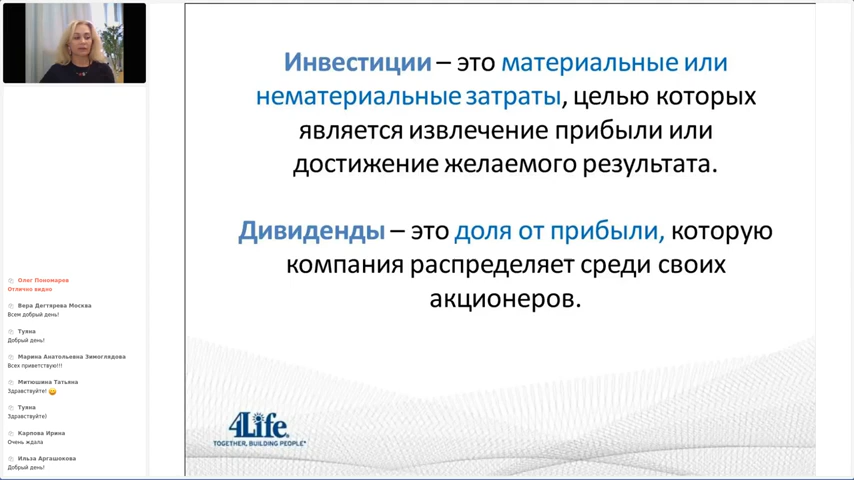 Инвестиции – это материальные или
нематериальные затраты, целью которых
является извлечение прибыли или
достижение желаемого результата.
Дивиденды – это доля от прибыли, которую
компания распределяет среди своих
акционеров.
4Life
TOGETHER, BUILDING PEOPLE
Олег Пономарев
Отлично видно
Вера Дегтярева Москва
Всем добрый день!
Туяна
Добрый день!
Марина Анатольевна Зимоглядова
Всех приветствую!!!
Митюшина Татьяна
Здравствуйте! 😀
Туяна
Здравствуйте)
Карпова Ирина
Очень ждала
Ильза Аргашокова
Добрый день!